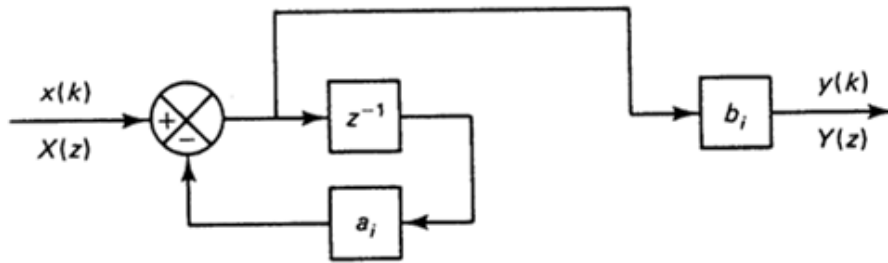 x(k)
X(z)
+
−
z⁻¹
a_i
b_i
y(k)
Y(z)